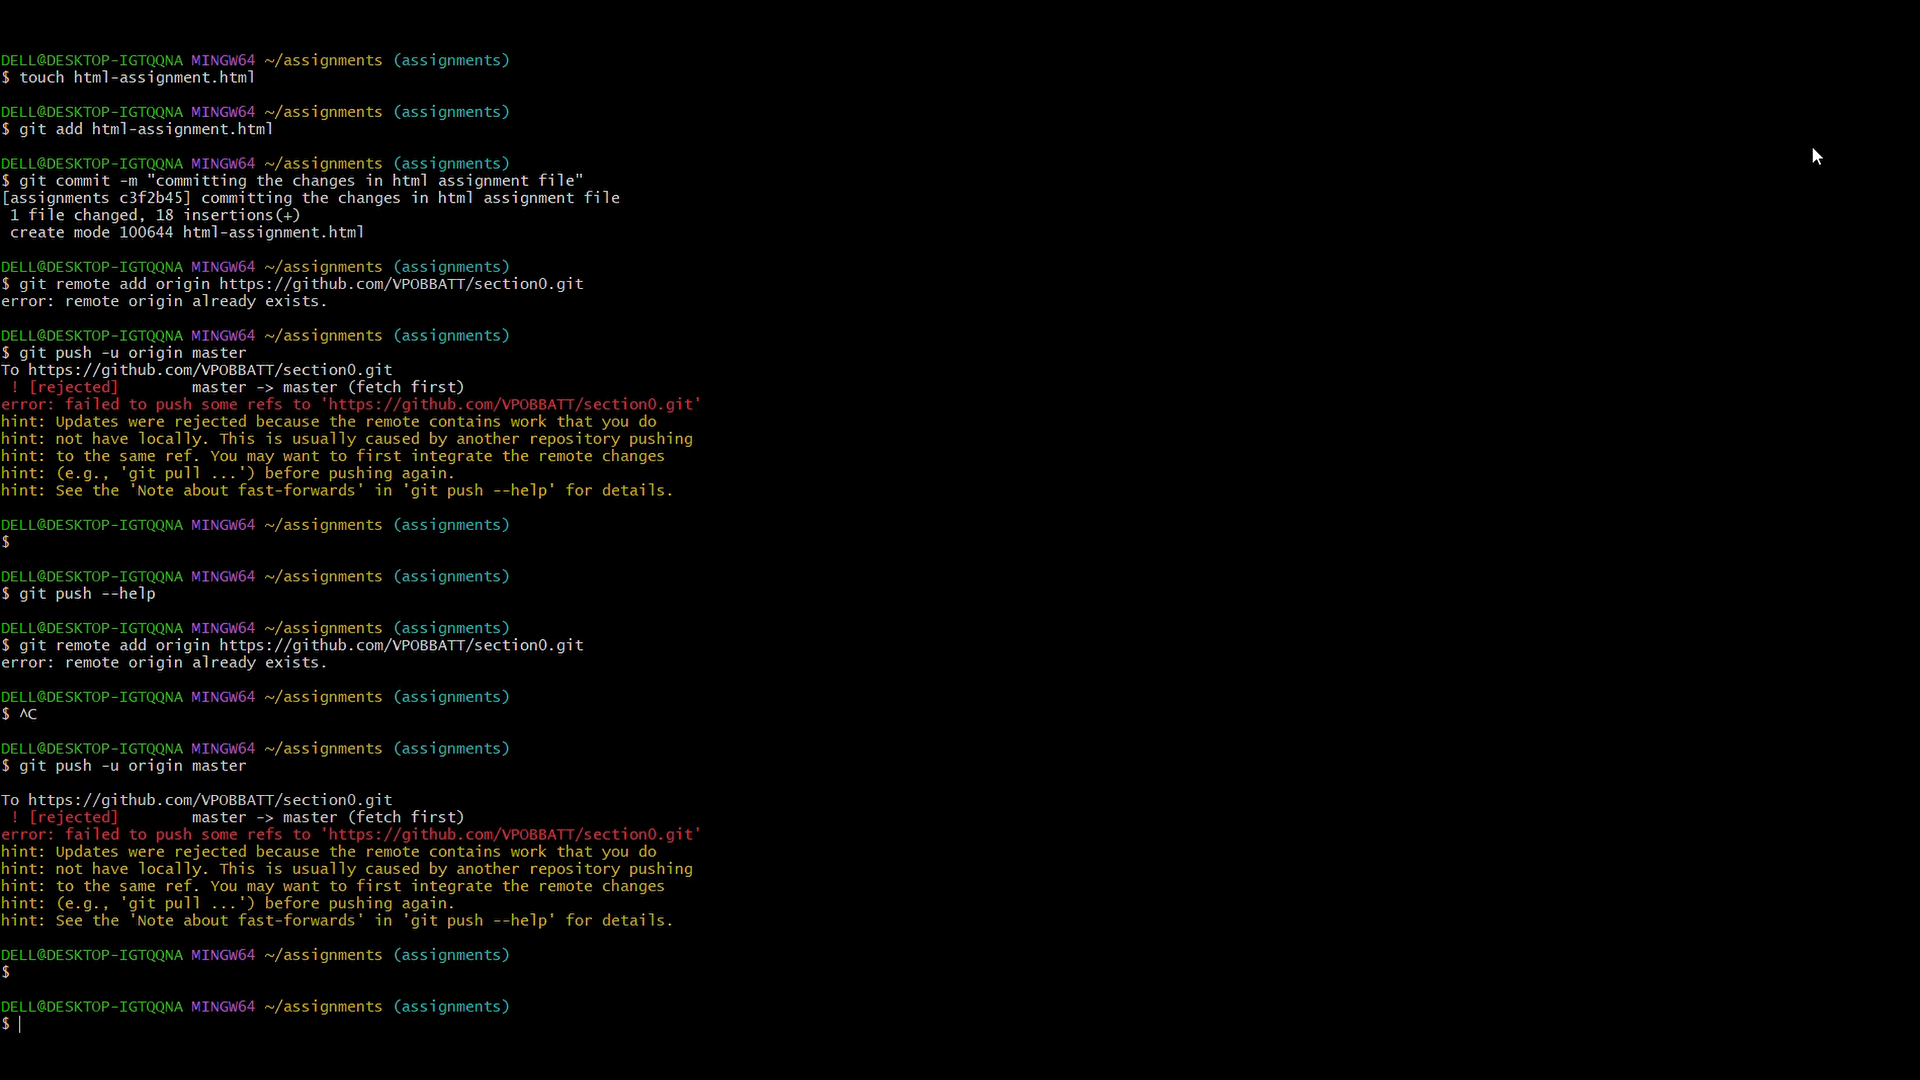 DELL@DESKTOP-IGTQQNA MINGW64 ~/assignments (assignments)
$ touch html-assignment.html
DELL@DESKTOP-IGTQQNA MINGW64 ~/assignments (assignments)
$ git add html-assignment.html
DELL@DESKTOP-IGTQQNA MINGW64 ~/assignments (assignments)
$ git commit -m "committing the changes in html assignment file"
[assignments c3f2b45] committing the changes in html assignment file
 1 file changed, 18 insertions(+)
 create mode 100644 html-assignment.html
DELL@DESKTOP-IGTQQNA MINGW64 ~/assignments (assignments)
$ git remote add origin https://github.com/VPOBBATT/section0.git
error: remote origin already exists.
DELL@DESKTOP-IGTQQNA MINGW64 ~/assignments (assignments)
$ git push -u origin master
To https://github.com/VPOBBATT/section0.git
 ! [rejected]        master -> master (fetch first)
error: failed to push some refs to 'https://github.com/VPOBBATT/section0.git'
hint: Updates were rejected because the remote contains work that you do
hint: not have locally. This is usually caused by another repository pushing
hint: to the same ref. You may want to first integrate the remote changes
hint: (e.g., 'git pull ...') before pushing again.
hint: See the 'Note about fast-forwards' in 'git push --help' for details.
DELL@DESKTOP-IGTQQNA MINGW64 ~/assignments (assignments)
$
DELL@DESKTOP-IGTQQNA MINGW64 ~/assignments (assignments)
$ git push --help
DELL@DESKTOP-IGTQQNA MINGW64 ~/assignments (assignments)
$ git remote add origin https://github.com/VPOBBATT/section0.git
error: remote origin already exists.
DELL@DESKTOP-IGTQQNA MINGW64 ~/assignments (assignments)
$ ^C
DELL@DESKTOP-IGTQQNA MINGW64 ~/assignments (assignments)
$ git push -u origin master
To https://github.com/VPOBBATT/section0.git
 ! [rejected]        master -> master (fetch first)
error: failed to push some refs to 'https://github.com/VPOBBATT/section0.git'
hint: Updates were rejected because the remote contains work that you do
hint: not have locally. This is usually caused by another repository pushing
hint: to the same ref. You may want to first integrate the remote changes
hint: (e.g., 'git pull ...') before pushing again.
hint: See the 'Note about fast-forwards' in 'git push --help' for details.
DELL@DESKTOP-IGTQQNA MINGW64 ~/assignments (assignments)
$
DELL@DESKTOP-IGTQQNA MINGW64 ~/assignments (assignments)
$